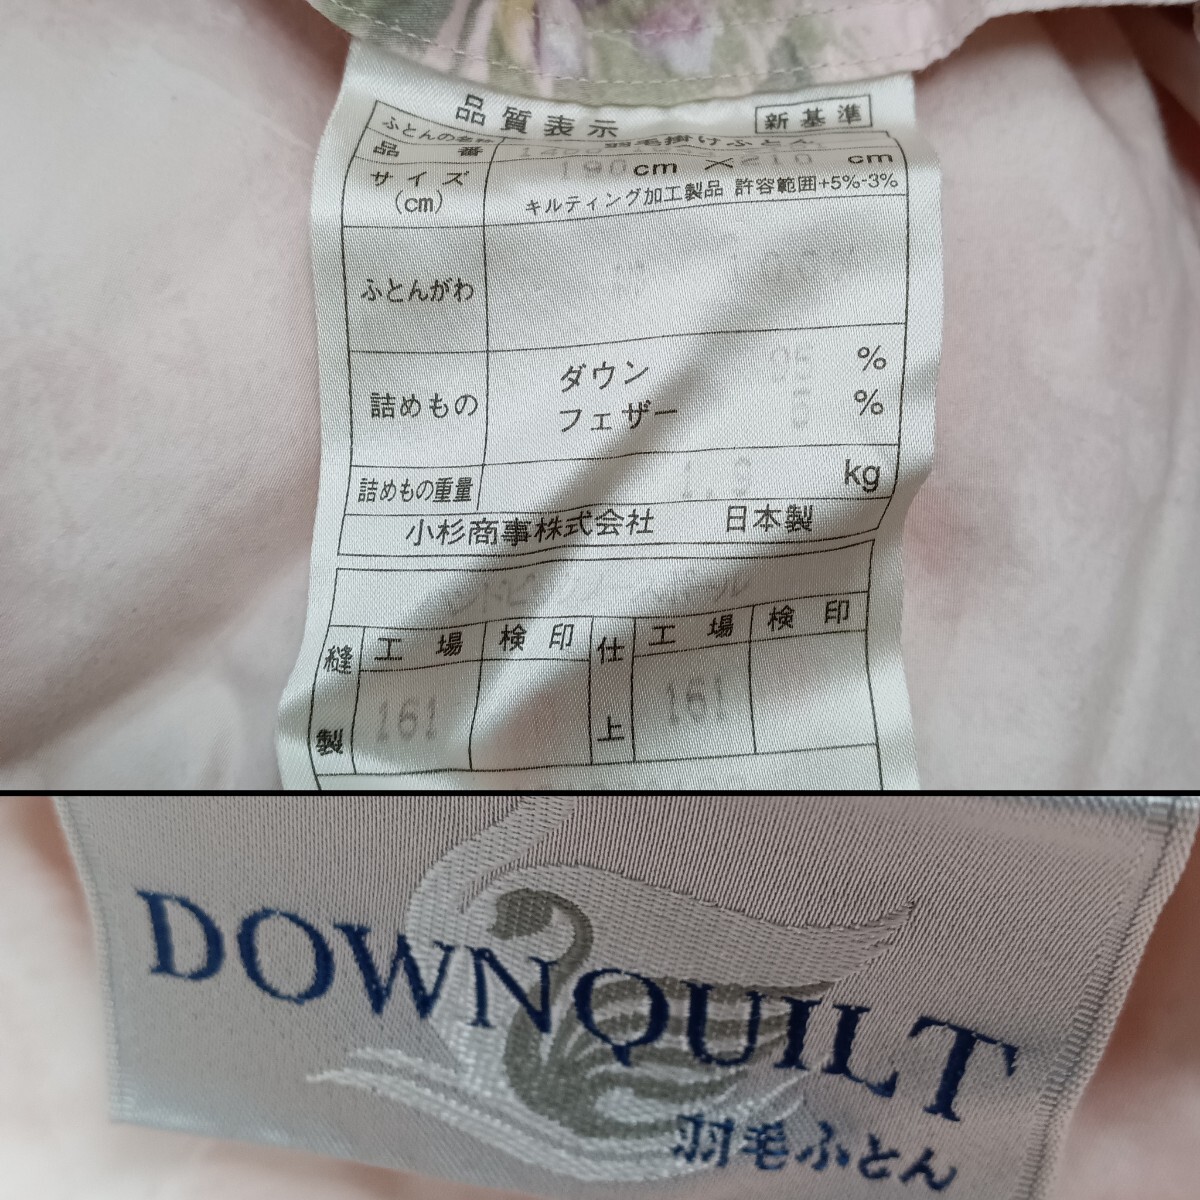 品質表示 新基準
ふとんの名称 羽毛掛けふとん
品番
サイズ(cm) 190cm×210cm
キルティング加工製品 許容範囲+5%-3%
ふとんがわ 100%
詰めもの ダウン 95%
フェザー 5%
詰めもの重量 kg
小杉商事株式会社 日本製
縫製 工場 検印 仕上 工場 検印
161 161
DOWNQUILT
羽毛ふとん